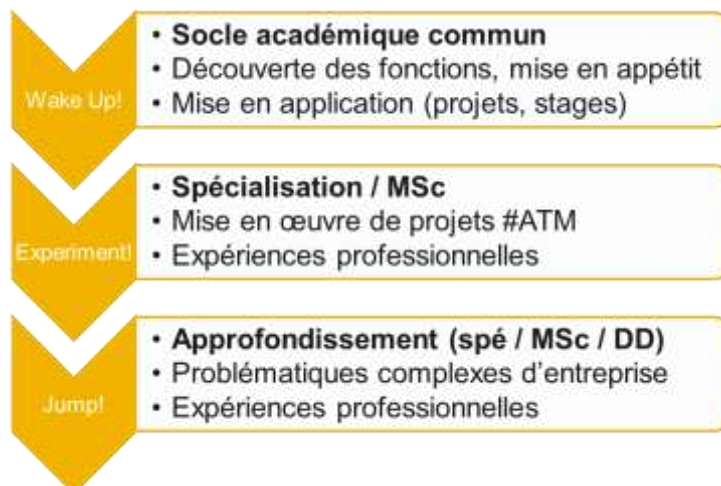 Wake Up!
• Socle académique commun
• Découverte des fonctions, mise en appétit
• Mise en application (projets, stages)
Experiment!
• Spécialisation / MSc
• Mise en œuvre de projets #ATM
• Expériences professionnelles
Jump!
• Approfondissement (spé / MSc / DD)
• Problématiques complexes d'entreprise
• Expériences professionnelles